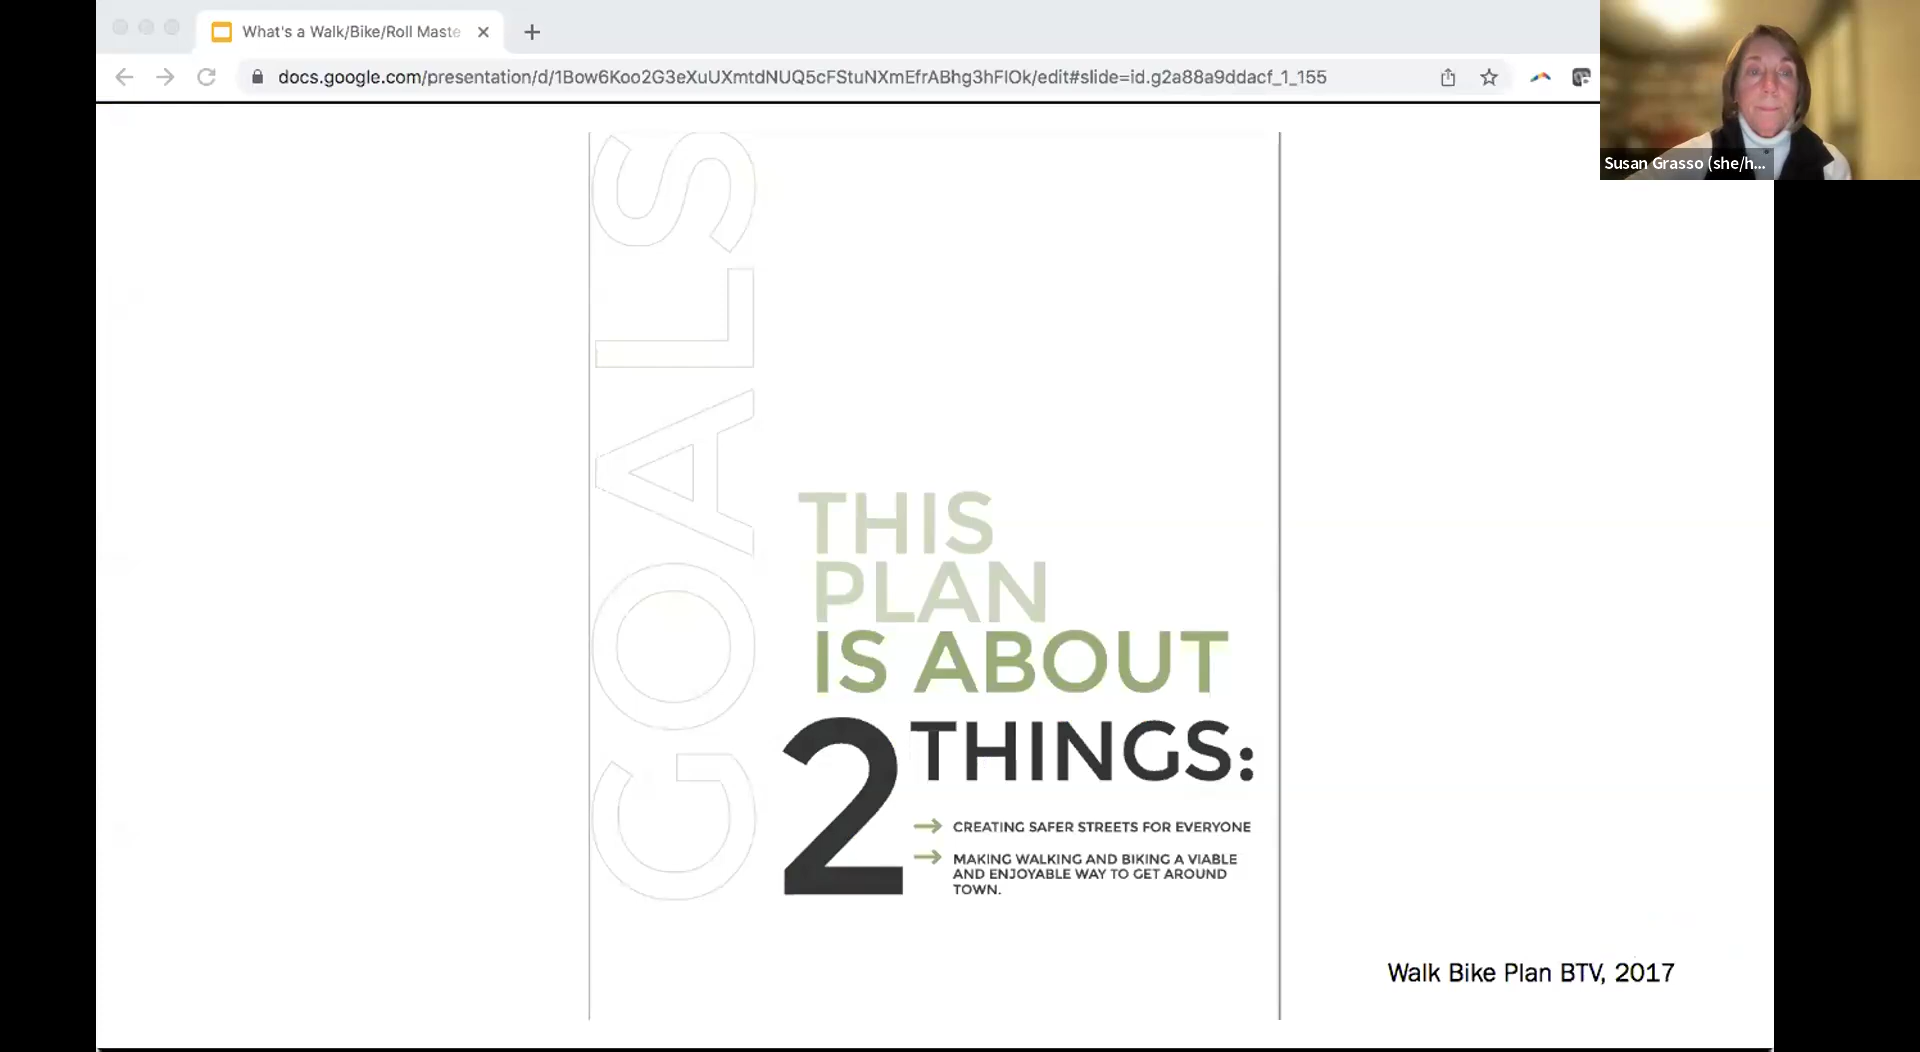 What's a Walk/Bike/Roll Maste
docs.google.com/presentation/d/1Bow6Koo2G3eXuUXmtdNUQ5cFStuNXmEfrABhg3hFlOk/edit#slide=id.g2a88a9ddacf_1_155
Susan Grasso (she/h...
GOALS
THIS
PLAN
IS ABOUT
2 THINGS:
CREATING SAFER STREETS FOR EVERYONE
MAKING WALKING AND BIKING A VIABLE
AND ENJOYABLE WAY TO GET AROUND
TOWN.
Walk Bike Plan BTV, 2017